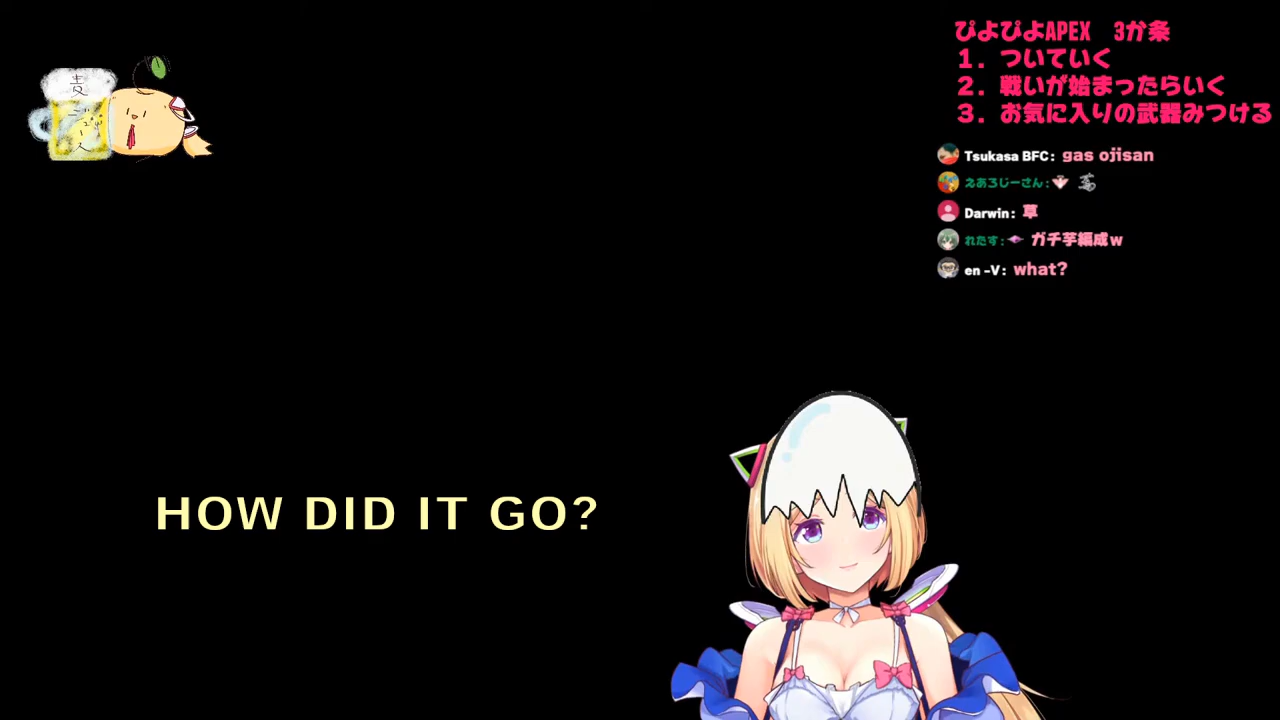 ぴよぴよAPEX　3か条
1．ついていく
2．戦いが始まったらいく
3．お気に入りの武器みつける
Tsukasa BFC: gas ojisan
えあろじーさん:
Darwin: 草
れたす: ガチ芋編成w
en -V: what?
HOW DID IT GO?